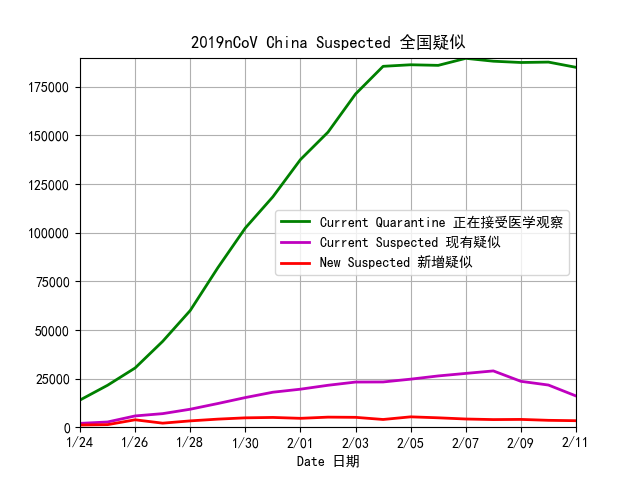 2019nCoV China Suspected 全国疑似
175000
150000
125000
100000
75000
50000
25000
0
Current Quarantine 正在接受医学观察
Current Suspected 现有疑似
New Suspected 新增疑似
1/24 1/26 1/28 1/30 2/01 2/03 2/05 2/07 2/09 2/11
Date 日期